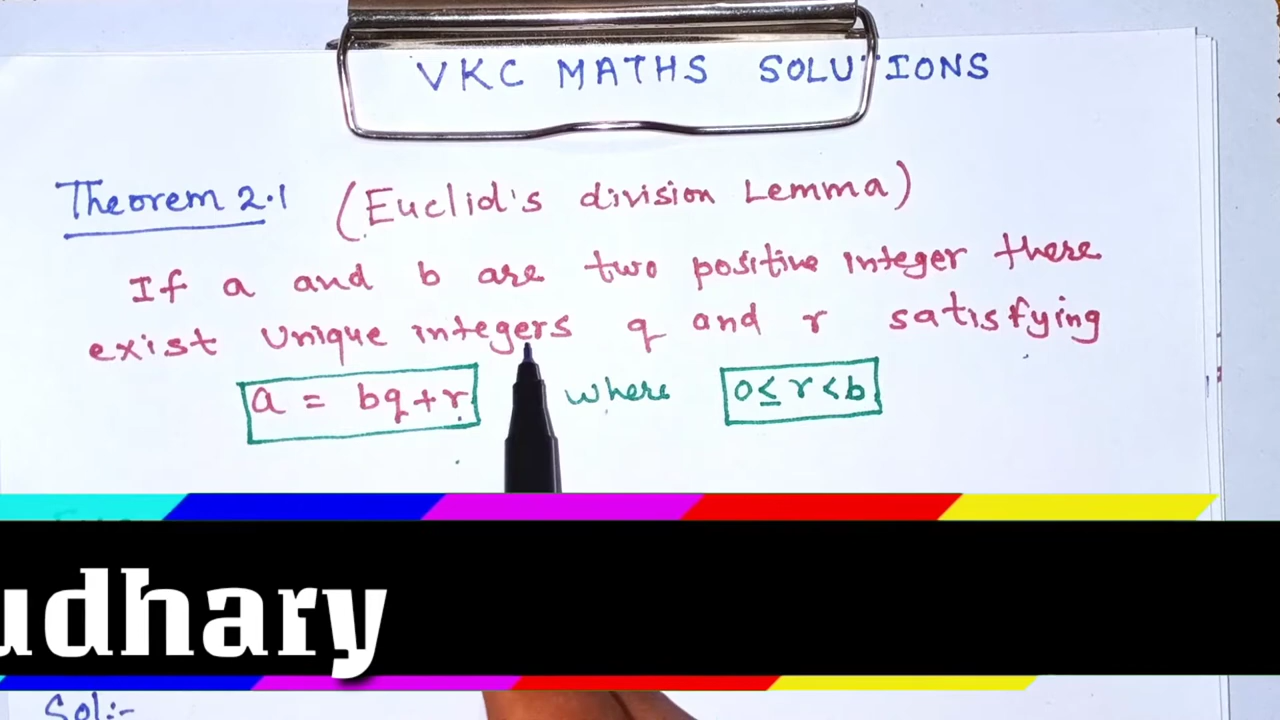 VKC MATHS SOLUTIONS
Theorem 2.1 (Euclid's division Lemma)
If a and b are two positive integer there
exist unique integers q and r satisfying
a = bq+r where 0≤r<b
udhary
Sol:-